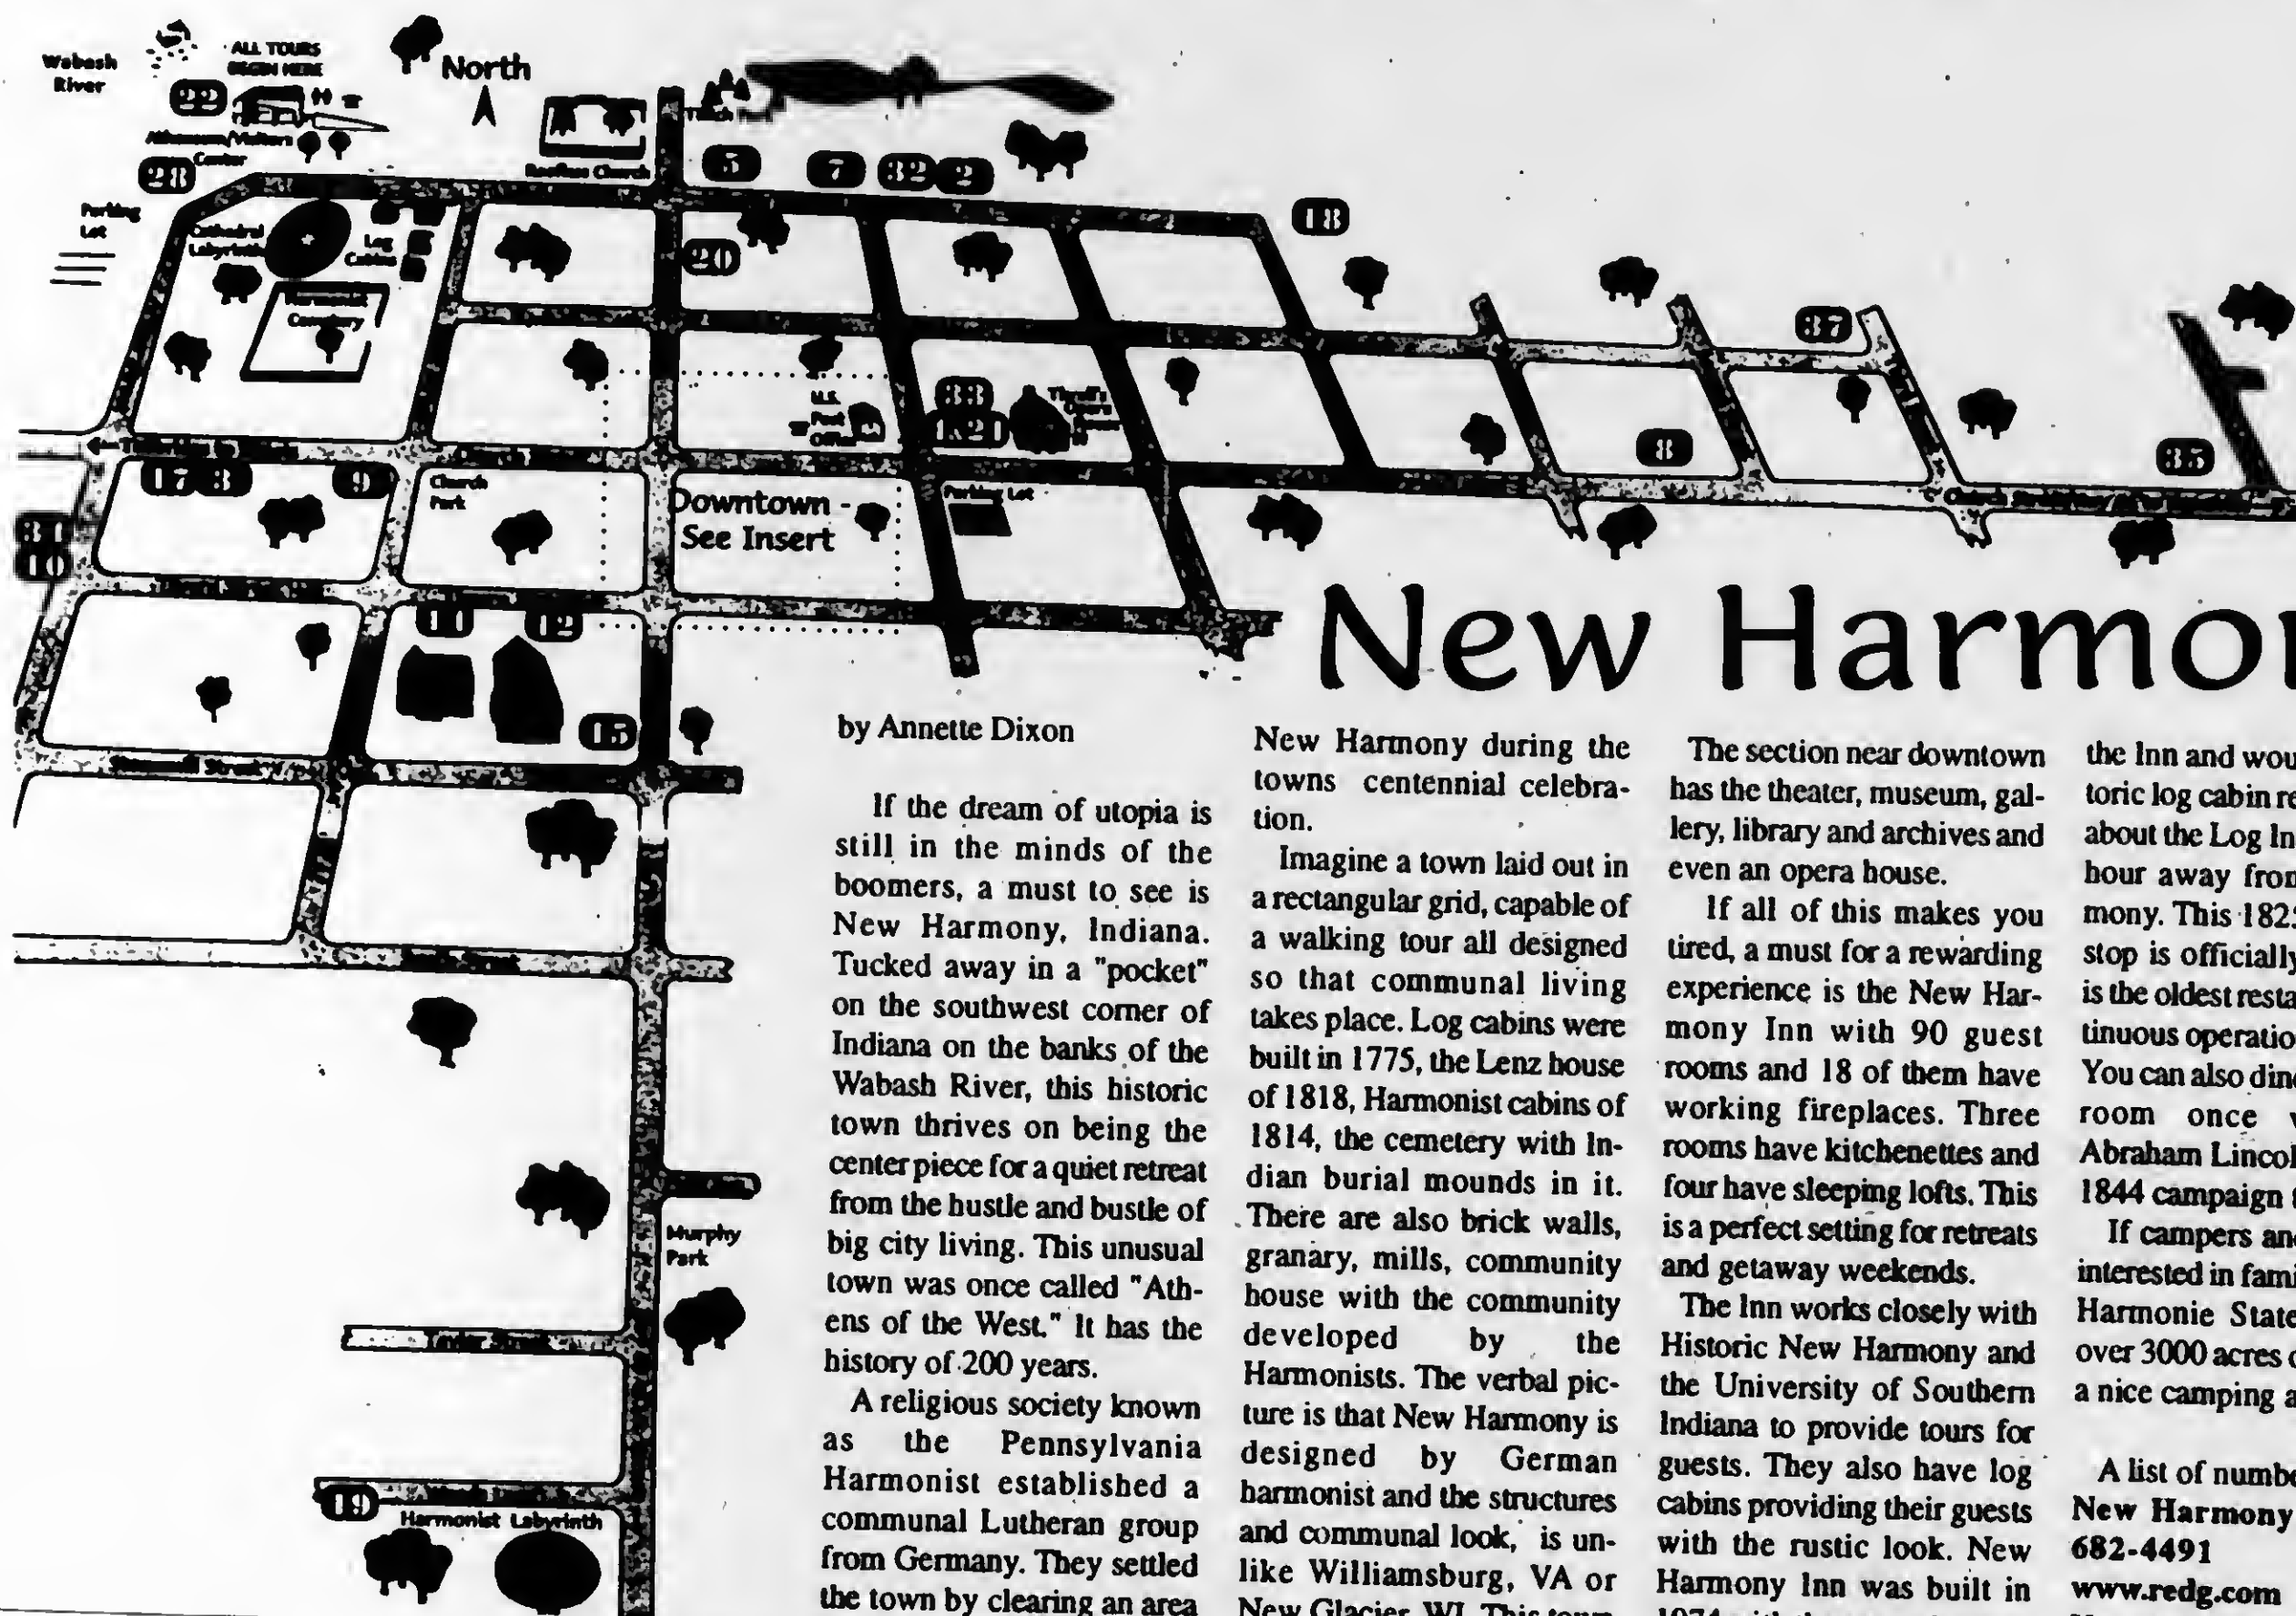 Wabash
River
ALL TOURS
BEGIN HERE
North
22
Athenaeum/Visitors
Center
28
Parking
Lot
Roofless Church
5
7
32
2
18
Cathedral
Labyrinth
Log
Cabins
20
Harmonist
Cemetery
37
U.S.
Post
Office
33
Thrall's
Opera
House
8
35
17
3
9
Church
Park
Downtown -
See Insert
Parking Lot
Church Street
10
12
15
Murphy
Park
19
Harmonist Labyrinth
New Harmo
by Annette Dixon
If the dream of utopia is
still in the minds of the
boomers, a must to see is
New Harmony, Indiana.
Tucked away in a "pocket"
on the southwest corner of
Indiana on the banks of the
Wabash River, this historic
town thrives on being the
center piece for a quiet retreat
from the hustle and bustle of
big city living. This unusual
town was once called "Ath-
ens of the West." It has the
history of 200 years.
A religious society known
as the Pennsylvania
Harmonist established a
communal Lutheran group
from Germany. They settled
the town by clearing an area
New Harmony during the
towns centennial celebra-
tion.
Imagine a town laid out in
a rectangular grid, capable of
a walking tour all designed
so that communal living
takes place. Log cabins were
built in 1775, the Lenz house
of 1818, Harmonist cabins of
1814, the cemetery with In-
dian burial mounds in it.
There are also brick walls,
granary, mills, community
house with the community
developed by the
Harmonists. The verbal pic-
ture is that New Harmony is
designed by German
harmonist and the structures
and communal look, is un-
like Williamsburg, VA or
New Glacier, WI. This town
The section near downtown
has the theater, museum, gal-
lery, library and archives and
even an opera house.
If all of this makes you
tired, a must for a rewarding
experience is the New Har-
mony Inn with 90 guest
rooms and 18 of them have
working fireplaces. Three
rooms have kitchenettes and
four have sleeping lofts. This
is a perfect setting for retreats
and getaway weekends.
The Inn works closely with
Historic New Harmony and
the University of Southern
Indiana to provide tours for
guests. They also have log
cabins providing their guests
with the rustic look. New
Harmony Inn was built in
the Inn and wou
toric log cabin re
about the Log In
hour away fron
mony. This 1825
stop is officially
is the oldest resta
tinuous operatio
You can also din
room once
Abraham Lincol
1844 campaign
If campers an
interested in fami
Harmonie State
over 3000 acres
a nice camping a
A list of numbe
New Harmony
682-4491
www.redg.com